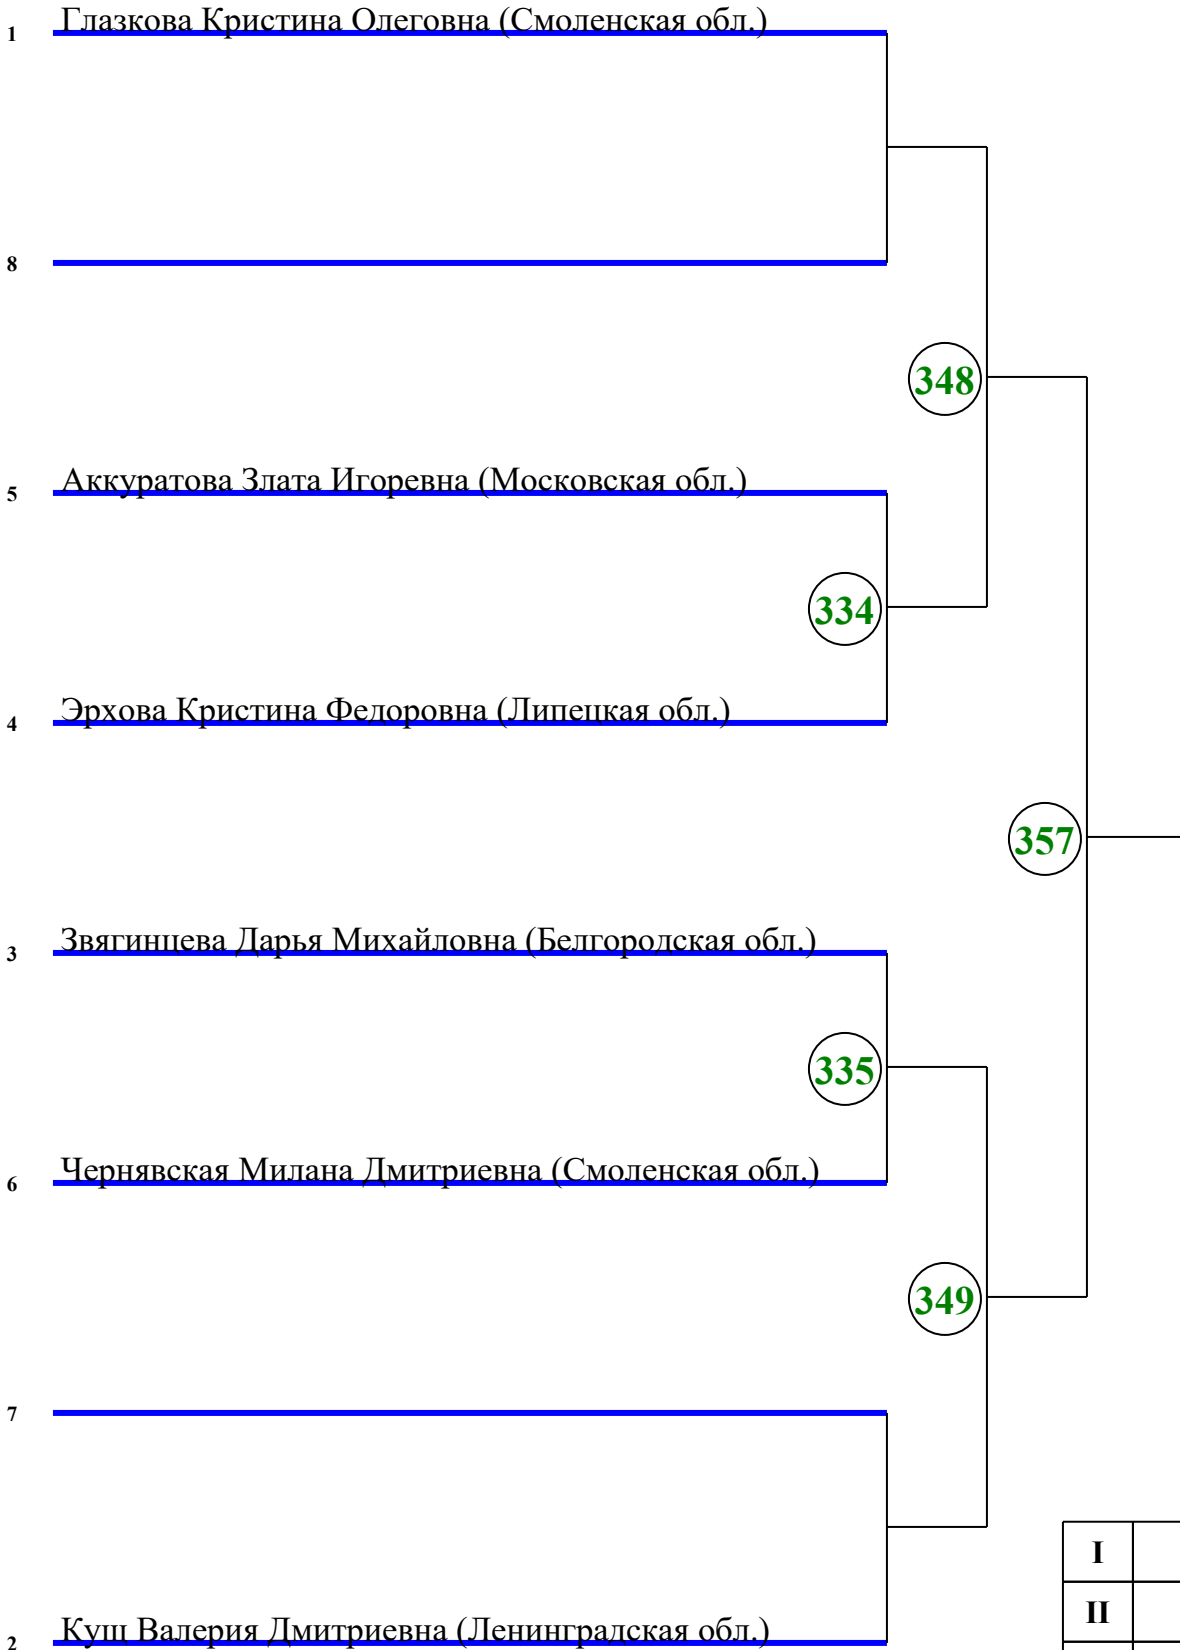 1 Глазкова Кристина Олеговна (Смоленская обл.)
8
348
5 Аккуратова Злата Игоревна (Московская обл.)
334
4 Эрхова Кристина Федоровна (Липецкая обл.)
357
3 Звягинцева Дарья Михайловна (Белгородская обл.)
335
6 Чернявская Милана Дмитриевна (Смоленская обл.)
349
7
I
II
2 Кущ Валерия Дмитриевна (Ленинградская обл.)